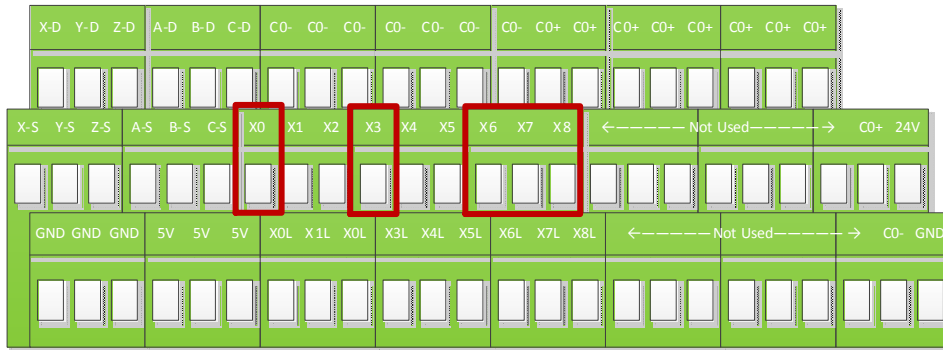 X-D Y-D Z-D A-D B-D C-D C0- C0- C0- C0- C0- C0- C0- C0+ C0+ C0+ C0+ C0+ C0+ C0+ C0+
X-S Y-S Z-S A-S B-S C-S X0 X1 X2 X3 X4 X5 X6 X7 X8 ←—————— Not Used—————→ C0+ 24V
GND GND GND 5V 5V 5V X0L X1L X0L X3L X4L X5L X6L X7L X8L ←—————— Not Used—————→ C0- GND